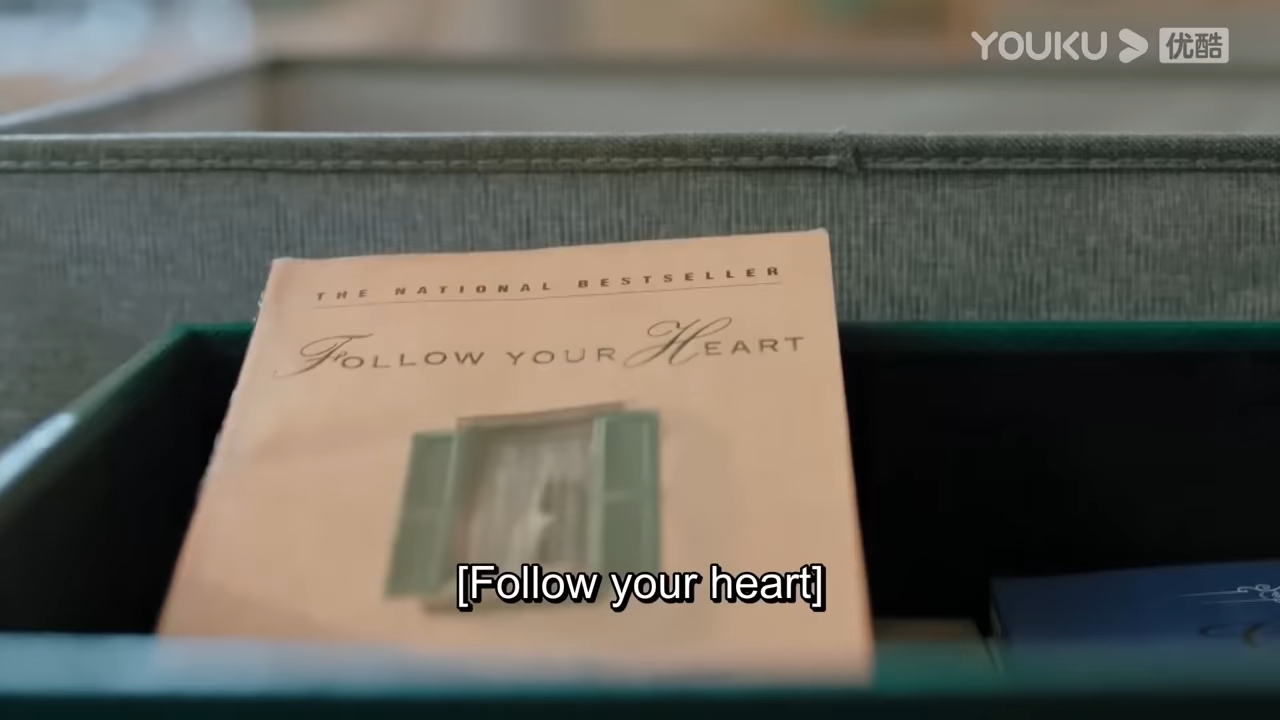 YOUKU 优酷
THE NATIONAL BESTSELLER
FOLLOW YOUR HEART
[Follow your heart]